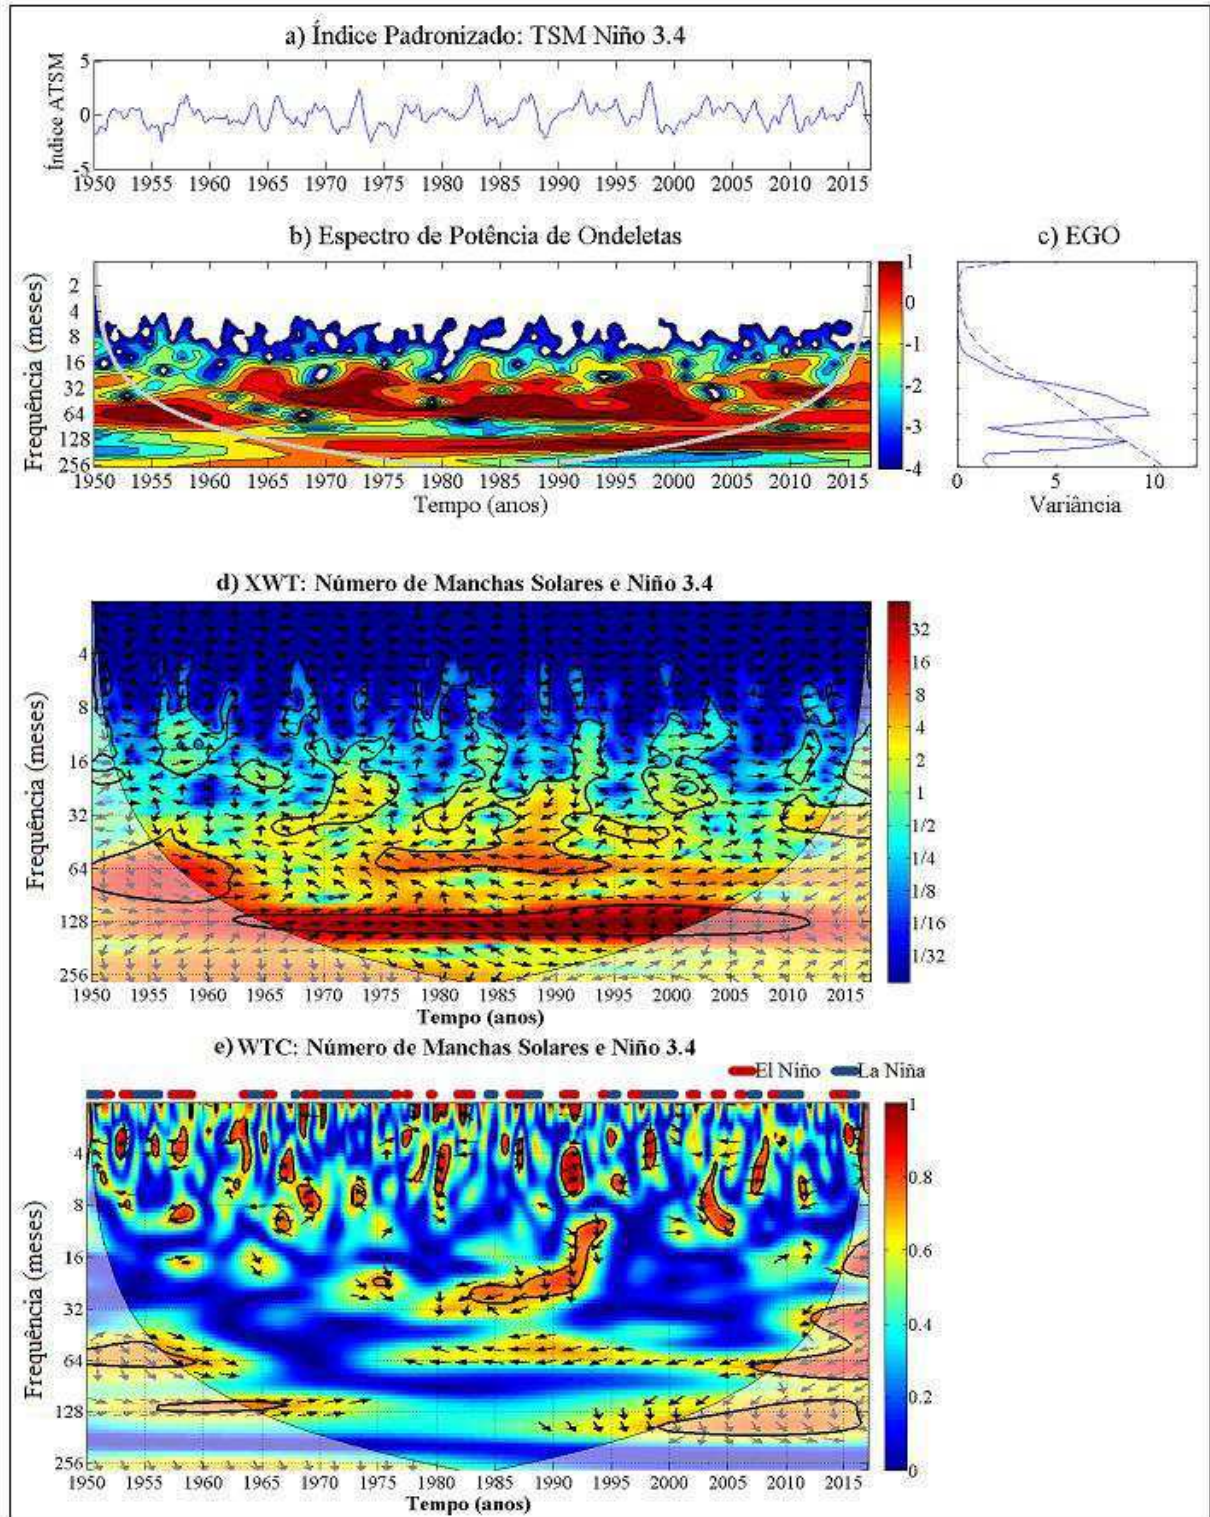 a) Índice Padronizado: TSM Niño 3.4
Índice ATSM
5
0
-5
1950 1955 1960 1965 1970 1975 1980 1985 1990 1995 2000 2005 2010 2015
b) Espectro de Potência de Ondeletas
Frequência (meses)
2
4
8
16
32
64
128
256
1950 1955 1960 1965 1970 1975 1980 1985 1990 1995 2000 2005 2010 2015
Tempo (anos)
1
0
-1
-2
-3
-4
c) EGO
0 5 10
Variância
d) XWT: Número de Manchas Solares e Niño 3.4
Frequência (meses)
4
8
16
32
64
128
256
1950 1955 1960 1965 1970 1975 1980 1985 1990 1995 2000 2005 2010 2015
Tempo (anos)
32
16
8
4
2
1
1/2
1/4
1/8
1/16
1/32
e) WTC: Número de Manchas Solares e Niño 3.4
El Niño La Niña
Frequência (meses)
4
8
16
32
64
128
256
1950 1955 1960 1965 1970 1975 1980 1985 1990 1995 2000 2005 2010 2015
Tempo (anos)
1
0.8
0.6
0.4
0.2
0